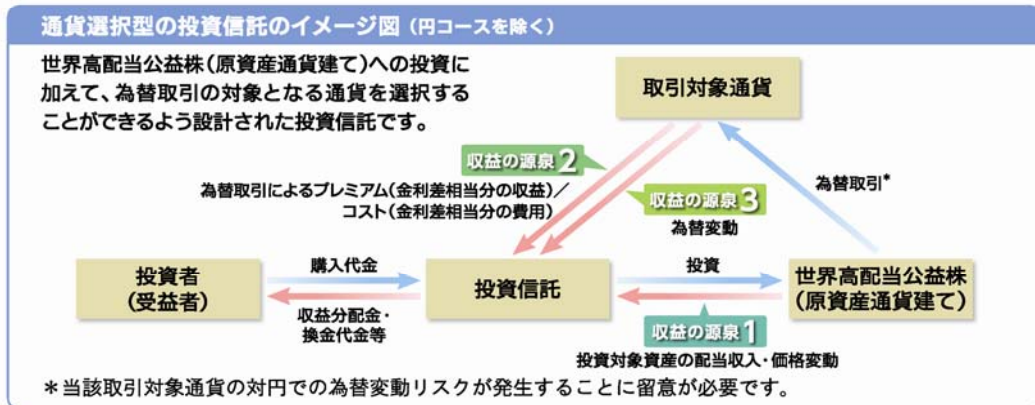 通貨選択型の投資信託のイメージ図（円コースを除く）
世界高配当公益株（原資産通貨建て）への投資に
加えて、為替取引の対象となる通貨を選択する
ことができるよう設計された投資信託です。
取引対象通貨
収益の源泉2
為替取引によるプレミアム（金利差相当分の収益）／
コスト（金利差相当分の費用）
収益の源泉3
為替変動
為替取引*
投資者
（受益者）
購入代金
収益分配金・
換金代金等
投資信託
投資
収益の源泉1
投資対象資産の配当収入・価格変動
世界高配当公益株
（原資産通貨建て）
＊当該取引対象通貨の対円での為替変動リスクが発生することに留意が必要です。